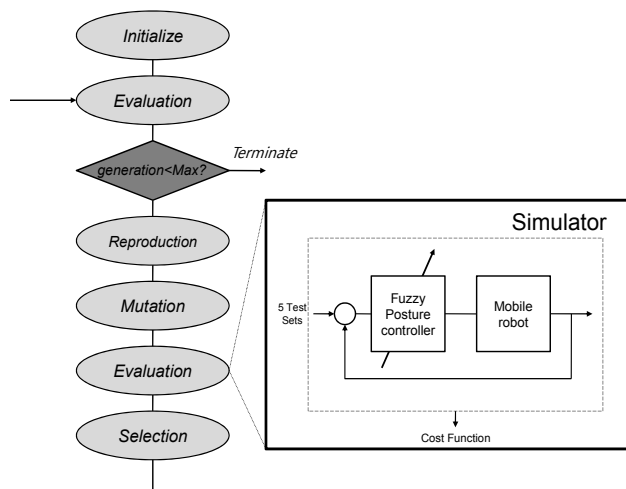 Initialize
Evaluation
generation<Max?
Terminate
Reproduction
Mutation
Evaluation
Selection
Simulator
5 Test
Sets
Fuzzy
Posture
controller
Mobile
robot
Cost Function